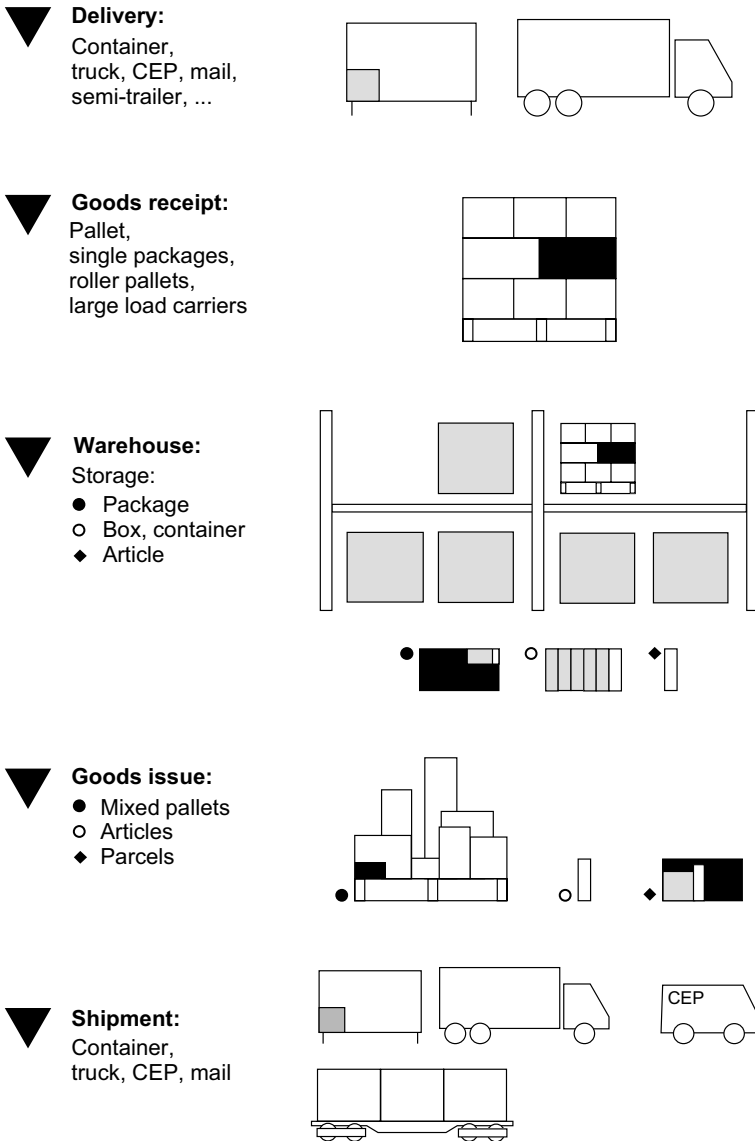 Delivery:
Container,
truck, CEP, mail,
semi-trailer, ...
Goods receipt:
Pallet,
single packages,
roller pallets,
large load carriers
Warehouse:
Storage:
● Package
○ Box, container
◆ Article
Goods issue:
● Mixed pallets
○ Articles
◆ Parcels
Shipment:
Container,
truck, CEP, mail
CEP